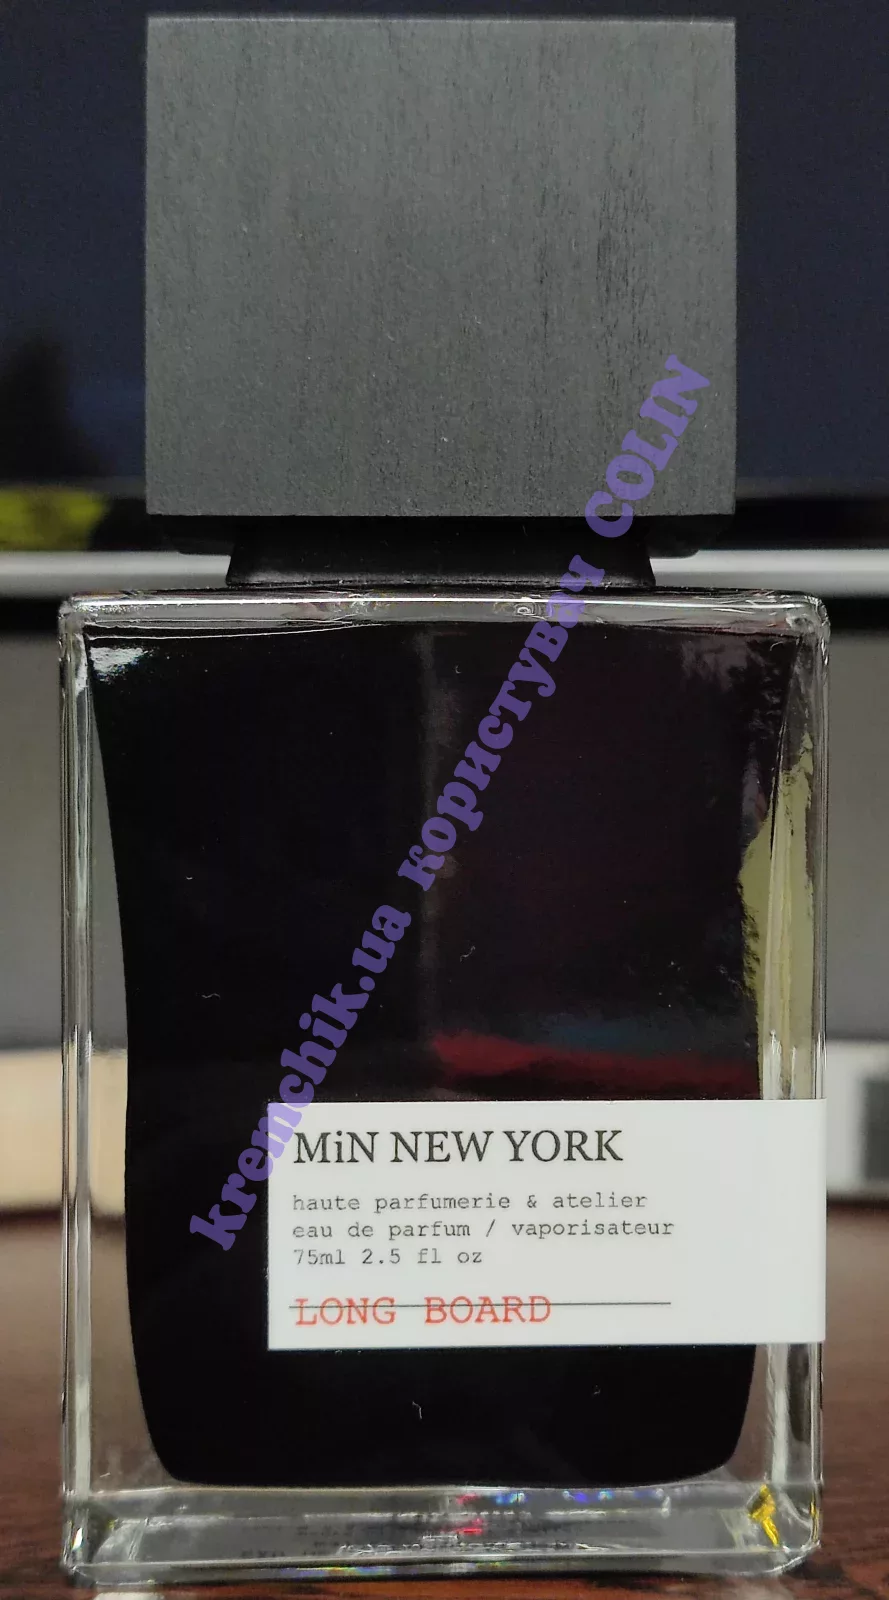 kremchik.ua користувач COLIN
MiN NEW YORK
haute parfumerie & atelier
eau de parfum / vaporisateur
75ml 2.5 fl oz
LONG BOARD